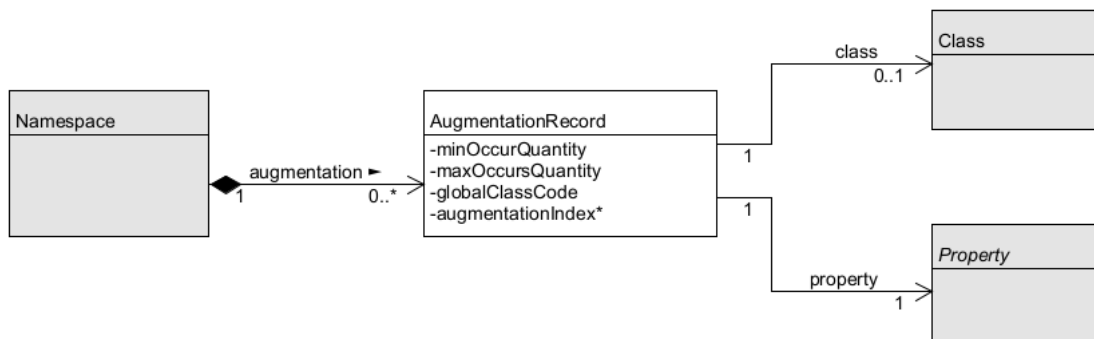 Namespace
augmentation ►
1
0..*
AugmentationRecord
-minOccurQuantity
-maxOccursQuantity
-globalClassCode
-augmentationIndex*
1
class
0..1
Class
1
property
1
Property